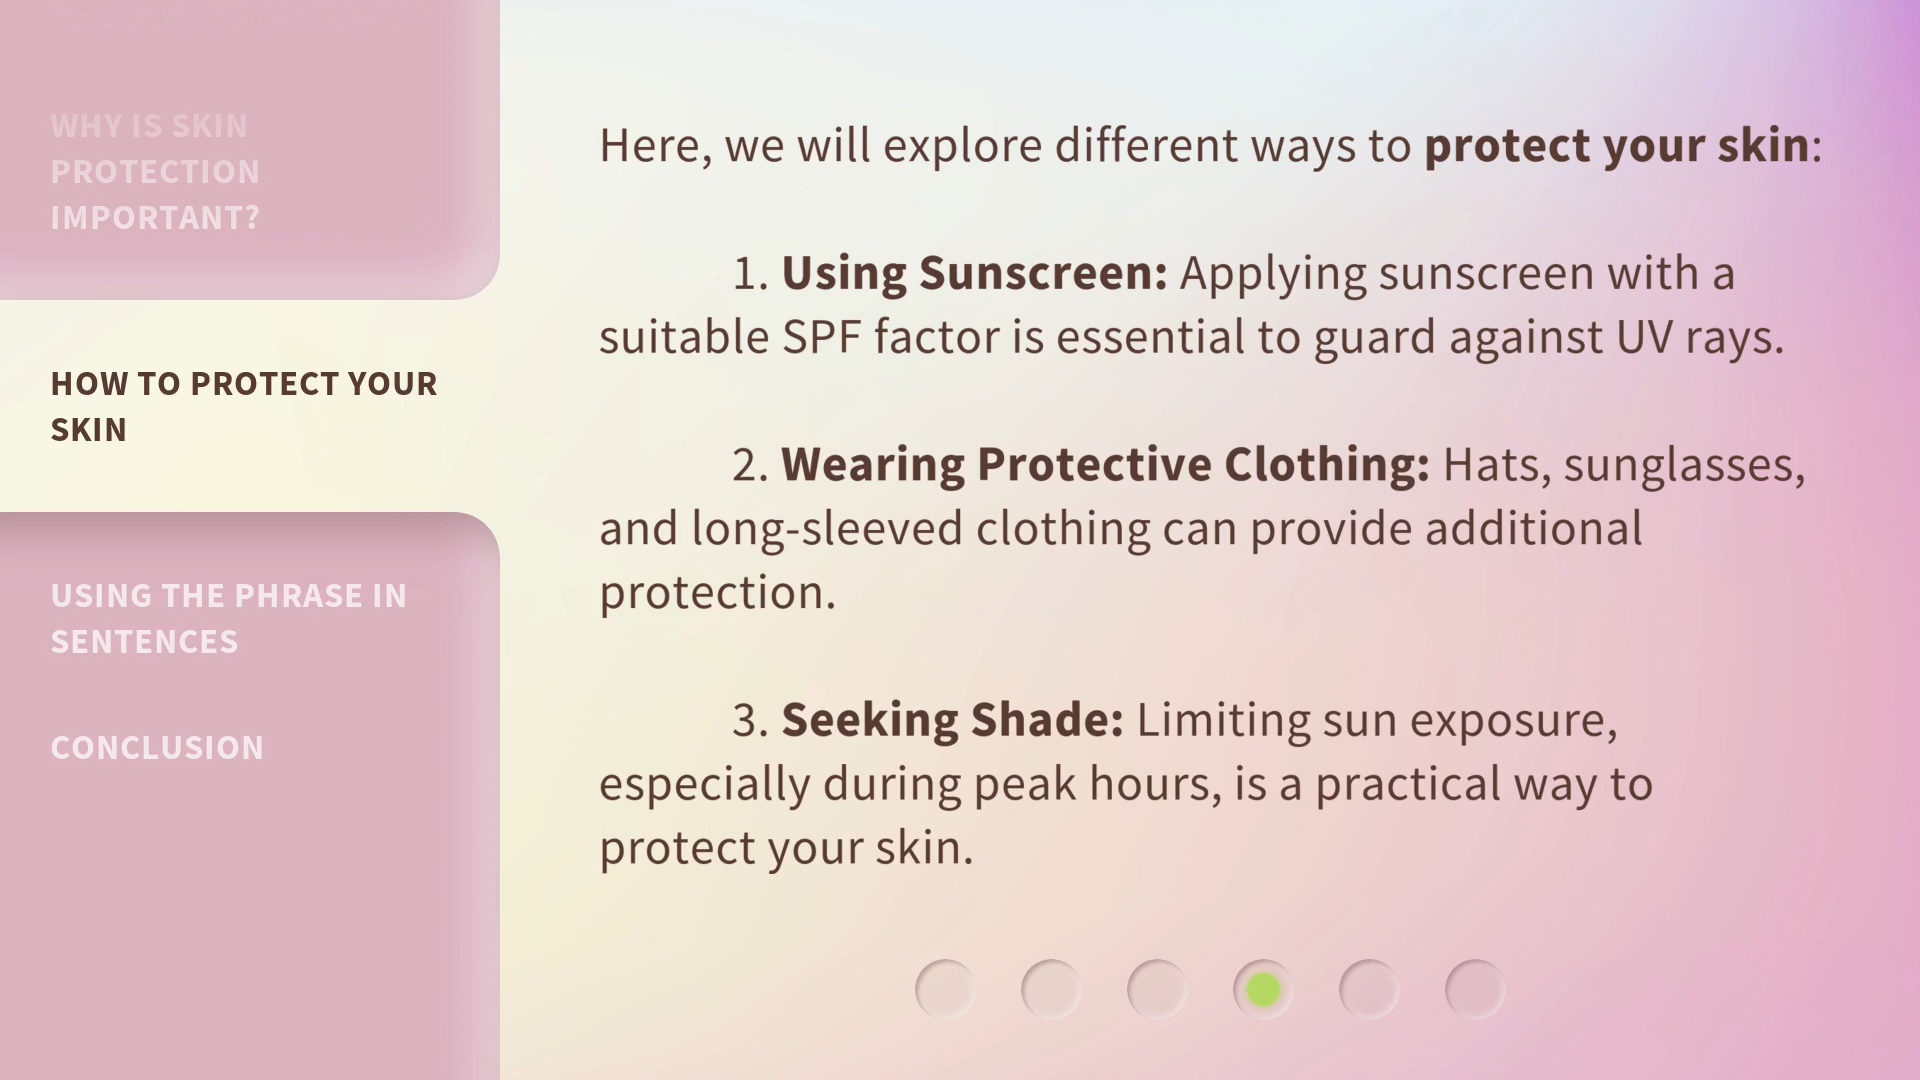 WHY IS SKIN
PROTECTION
IMPORTANT?
HOW TO PROTECT YOUR
SKIN
USING THE PHRASE IN
SENTENCES
CONCLUSION
Here, we will explore different ways to protect your skin:
1. Using Sunscreen: Applying sunscreen with a
suitable SPF factor is essential to guard against UV rays.
2. Wearing Protective Clothing: Hats, sunglasses,
and long-sleeved clothing can provide additional
protection.
3. Seeking Shade: Limiting sun exposure,
especially during peak hours, is a practical way to
protect your skin.